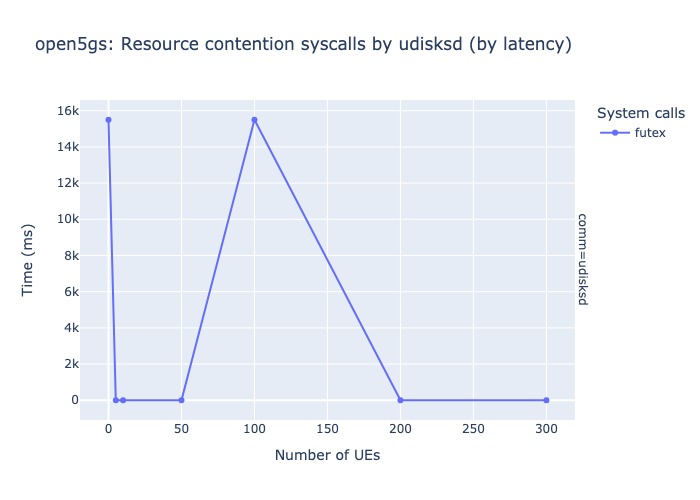 open5gs: Resource contention syscalls by udisksd (by latency)
System calls
futex
16k
14k
12k
10k
8k
6k
4k
2k
0
Time (ms)
comm=udisksd
0 50 100 150 200 250 300
Number of UEs